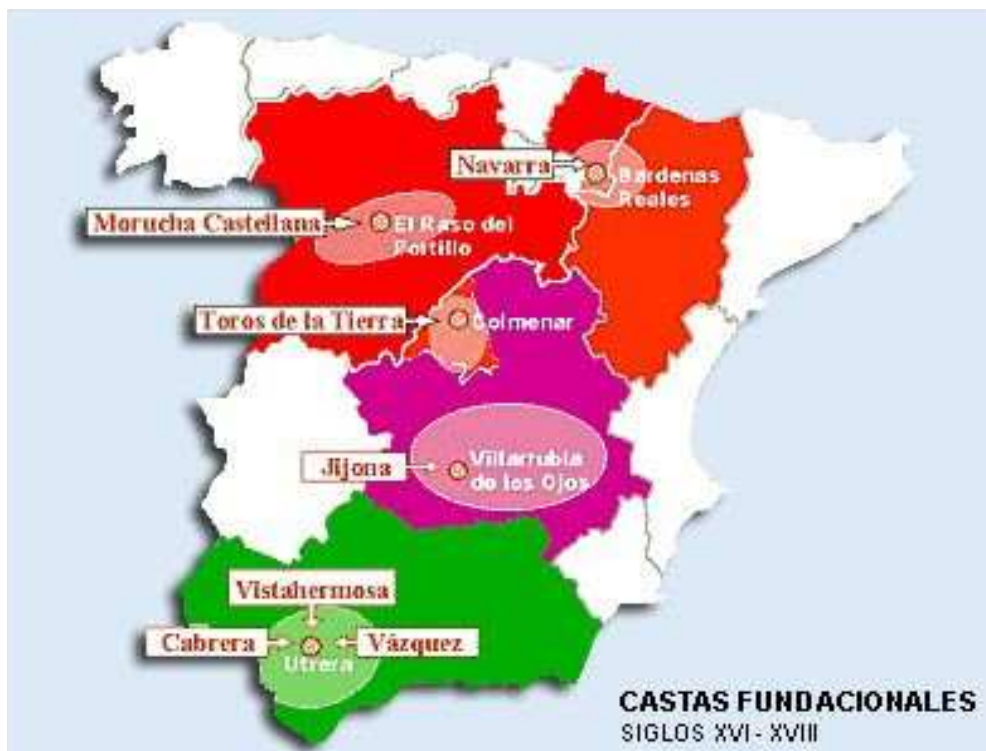 Navarra
Bardenas
Reales
Morucha Castellana
El Raso del
Portillo
Toros de la Tierra
Colmenar
Jijona
Villarrubia
de los Ojos
Vistahermosa
Cabrera
Vázquez
Utrera
CASTAS FUNDACIONALES
SIGLOS XVI - XVIII